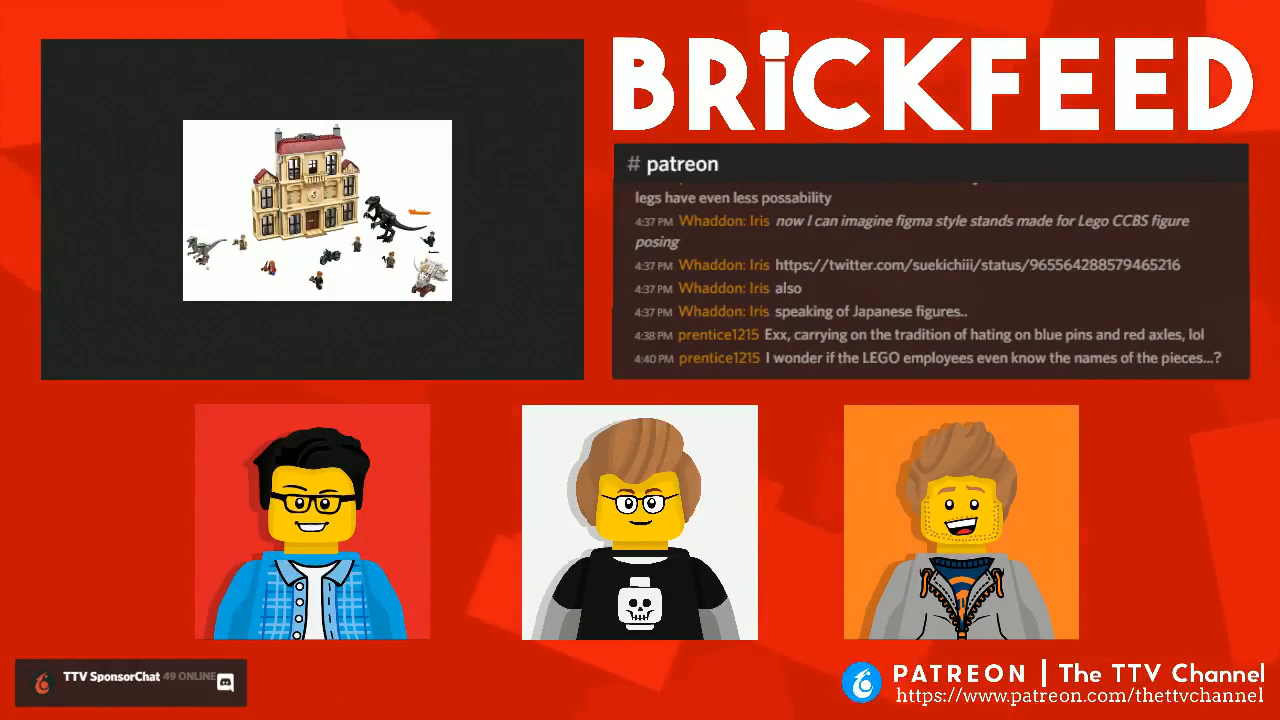 BRiCKFEED
# patreon
legs have even less possability
4:37 PM Whaddon: Iris now I can imagine figma style stands made for Lego CCBS figure
posing
4:37 PM Whaddon: Iris https://twitter.com/suekichiii/status/965564288579465216
4:37 PM Whaddon: Iris also
4:37 PM Whaddon: Iris speaking of Japanese figures..
4:38 PM prentice1215 Exx, carrying on the tradition of hating on blue pins and red axles, lol
4:40 PM prentice1215 I wonder if the LEGO employees even know the names of the pieces...?
TTV SponsorChat 49 ONLINE
PATREON | The TTV Channel
https://www.patreon.com/thettvchannel